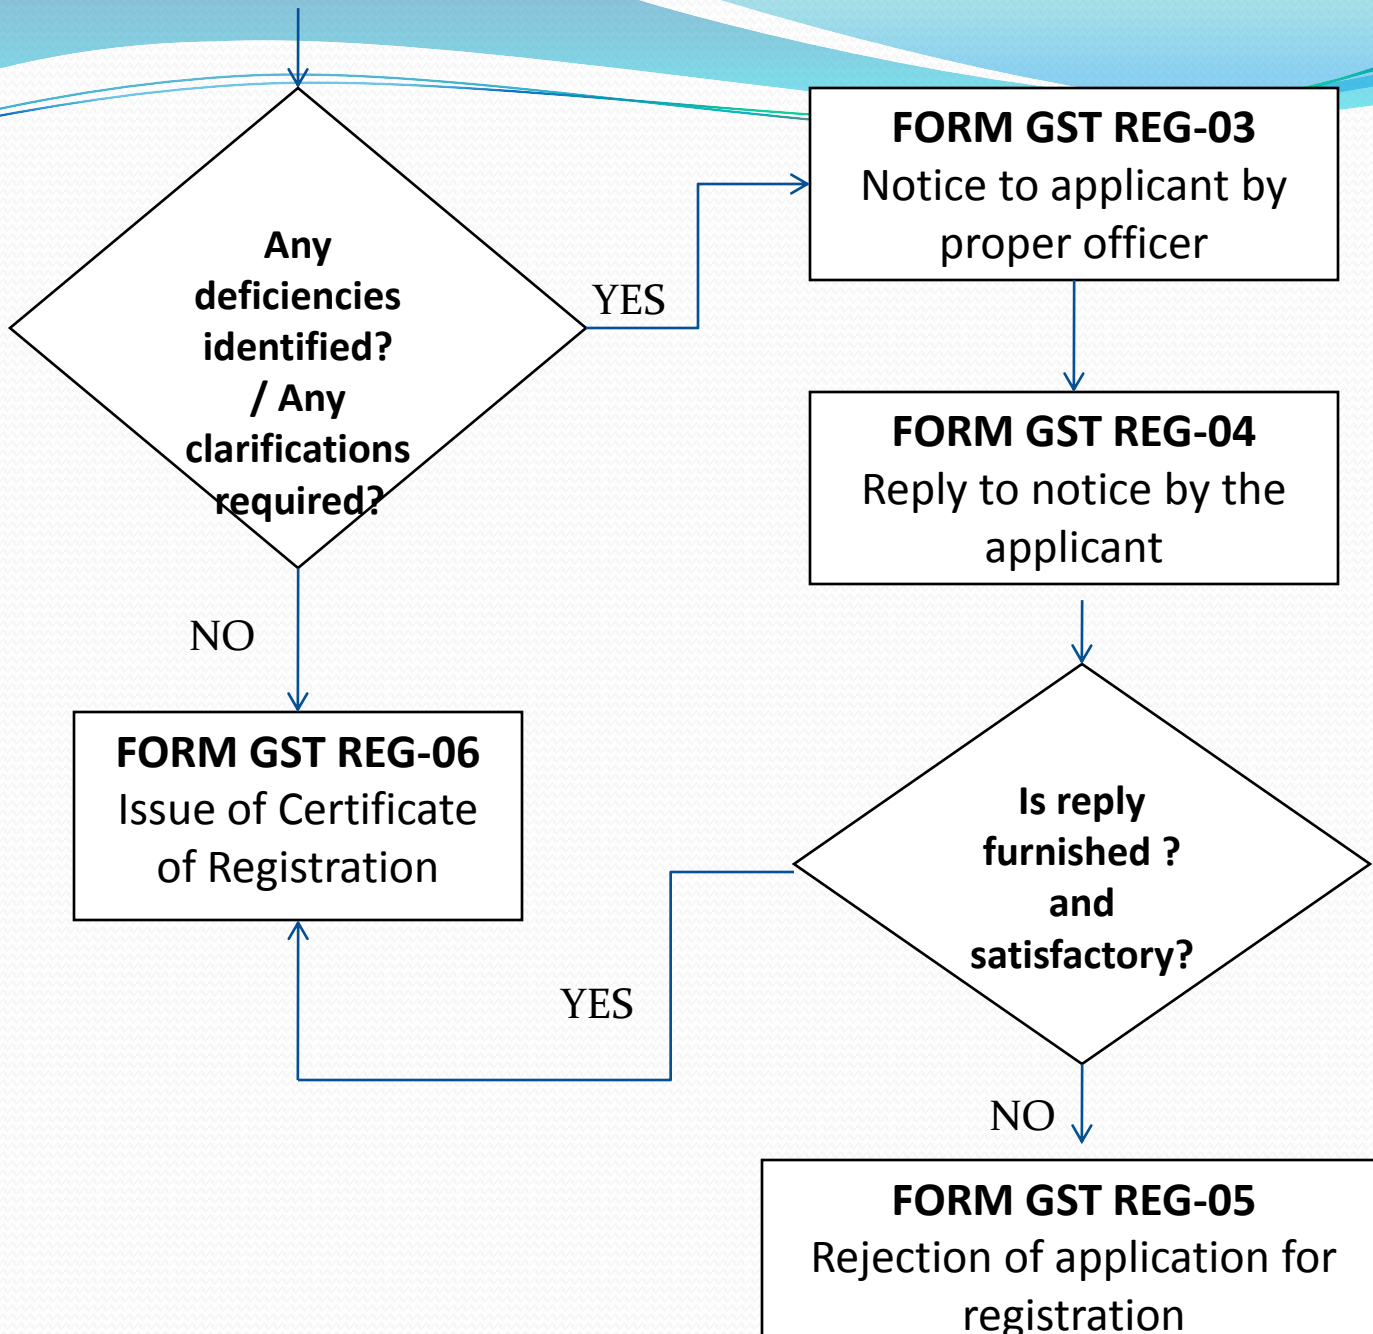 Any
deficiencies
identified?
/ Any
clarifications
required?
YES
FORM GST REG-03
Notice to applicant by
proper officer
FORM GST REG-04
Reply to notice by the
applicant
NO
FORM GST REG-06
Issue of Certificate
of Registration
Is reply
furnished ?
and
satisfactory?
YES
NO
FORM GST REG-05
Rejection of application for
registration